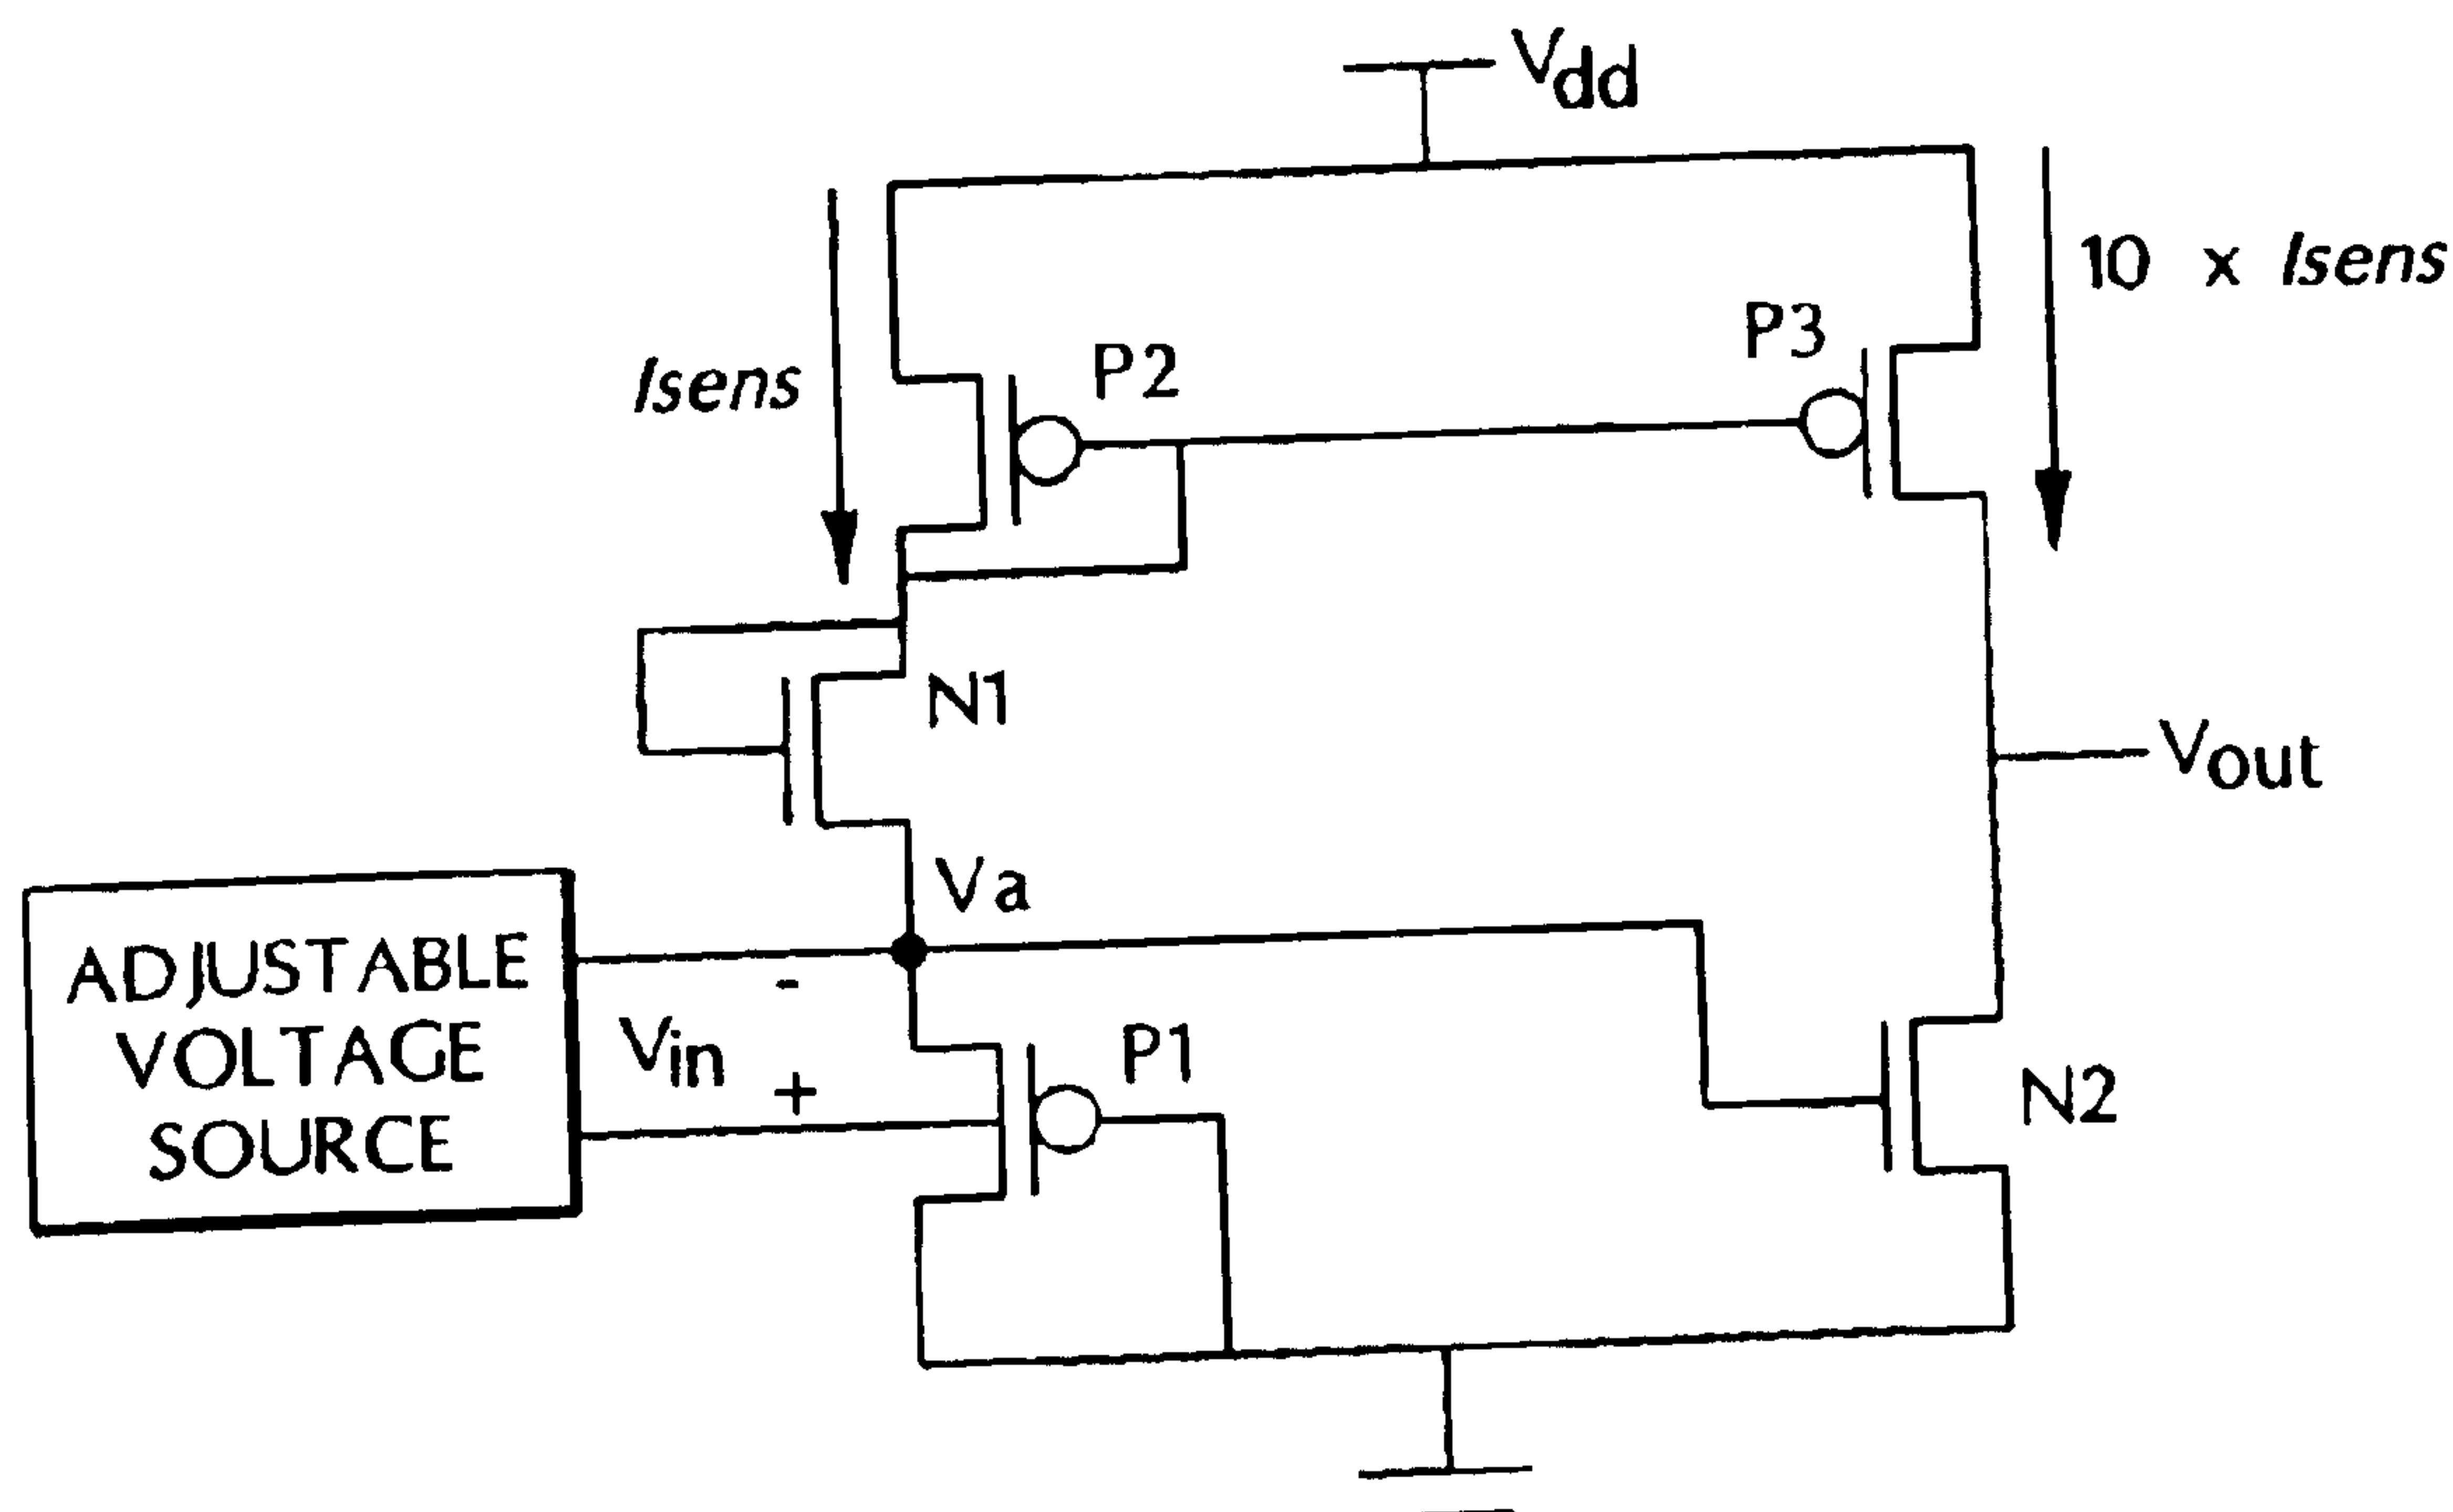 Vdd
10 x Isens
P3
P2
Isens
N1
Vout
Va
ADJUSTABLE
VOLTAGE
SOURCE
-
Vin
+
P1
N2